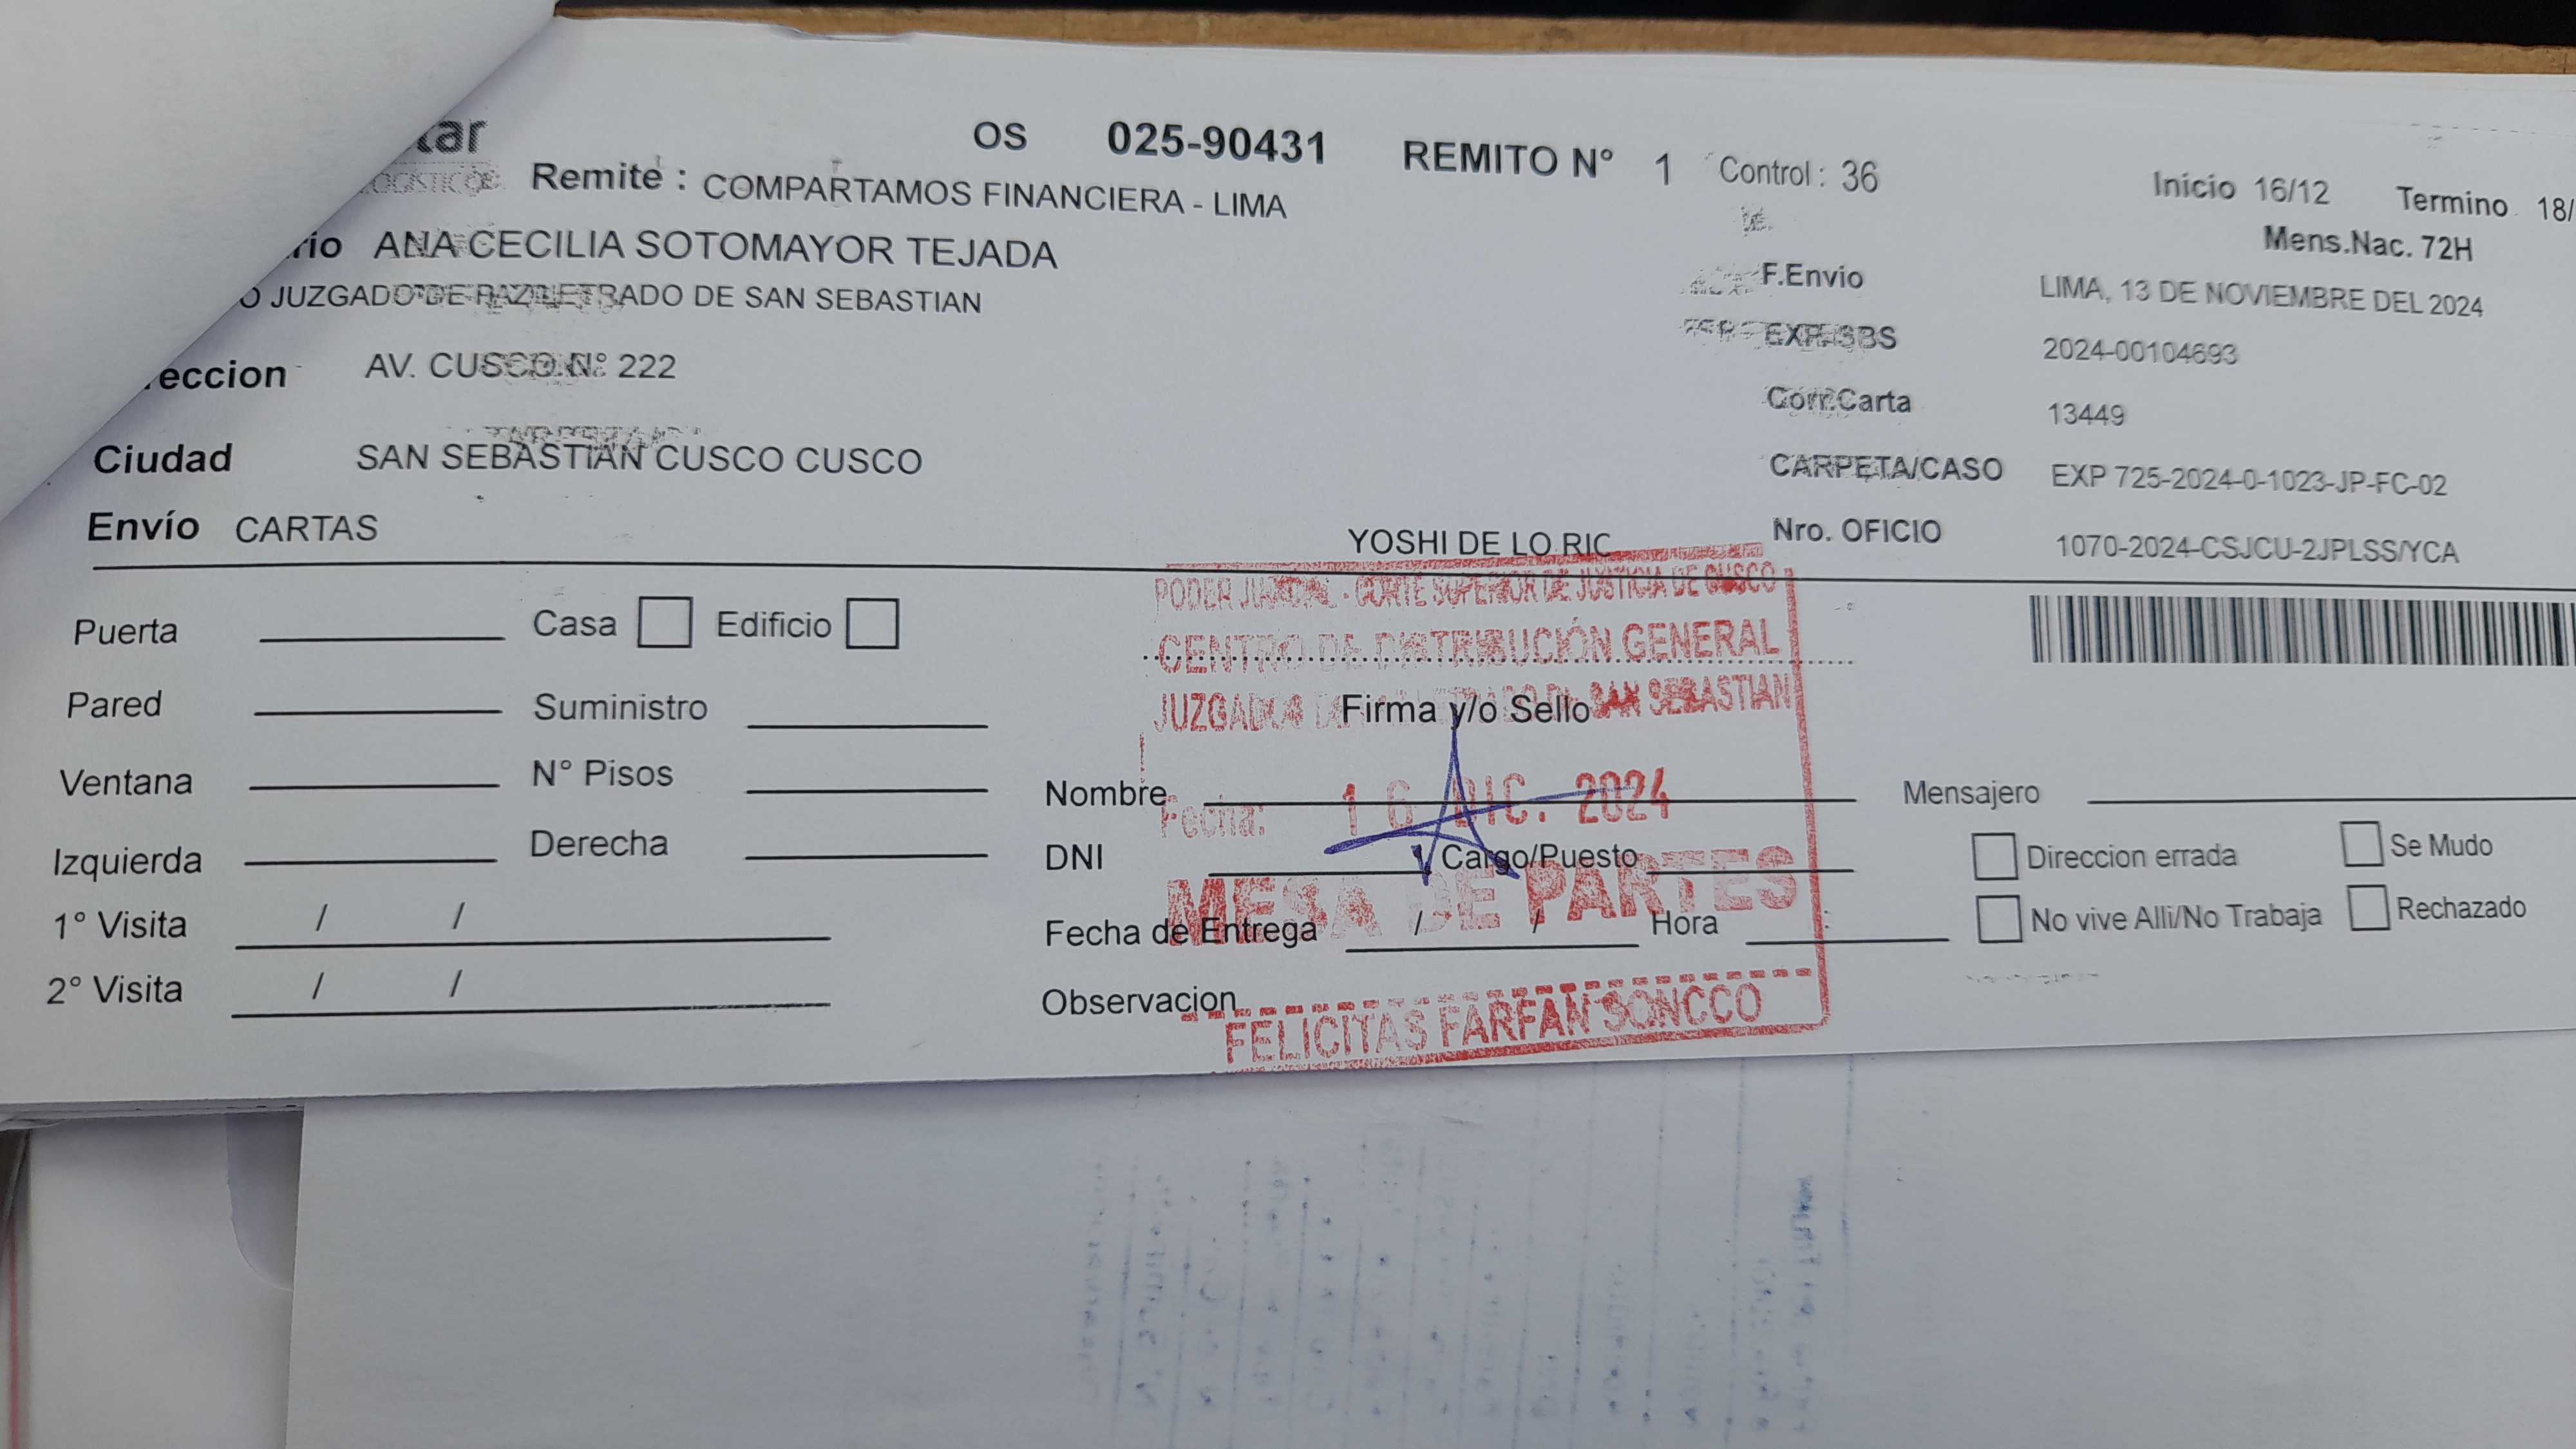 tar
OS 025-90431 REMITO N° 1 Control : 36
LOGISTICOS Remite : COMPARTAMOS FINANCIERA - LIMA
Inicio 16/12 Termino 18/
Mens.Nac. 72H
rio ANA CECILIA SOTOMAYOR TEJADA
O JUZGADO DE PAZ LETRADO DE SAN SEBASTIAN
F.Envio LIMA, 13 DE NOVIEMBRE DEL 2024
EXP.SBS 2024-00104693
eccion AV. CUSCO N° 222
Corr.Carta 13449
Ciudad SAN SEBASTIAN CUSCO CUSCO
CARPETA/CASO EXP 725-2024-0-1023-JP-FC-02
Envío CARTAS
YOSHI DE LO RIC
Nro. OFICIO 1070-2024-CSJCU-2JPLSS/YCA
PODER JUDICIAL - CORTE SUPERIOR DE JUSTICIA DE CUSCO
CENTRO DE DISTRIBUCIÓN GENERAL
JUZGADOS DE SAN SEBASTIAN
Fecha: 16 DIC. 2024
MESA DE PARTES
FELICITAS FARFAN SONCCO
Puerta Casa Edificio
Pared Suministro
Ventana N° Pisos
Izquierda Derecha
1° Visita / /
2° Visita / /
Firma y/o Sello
Nombre
DNI Cargo/Puesto
Fecha de Entrega / / Hora :
Observacion
Mensajero
Direccion errada Se Mudo
No vive Alli/No Trabaja Rechazado